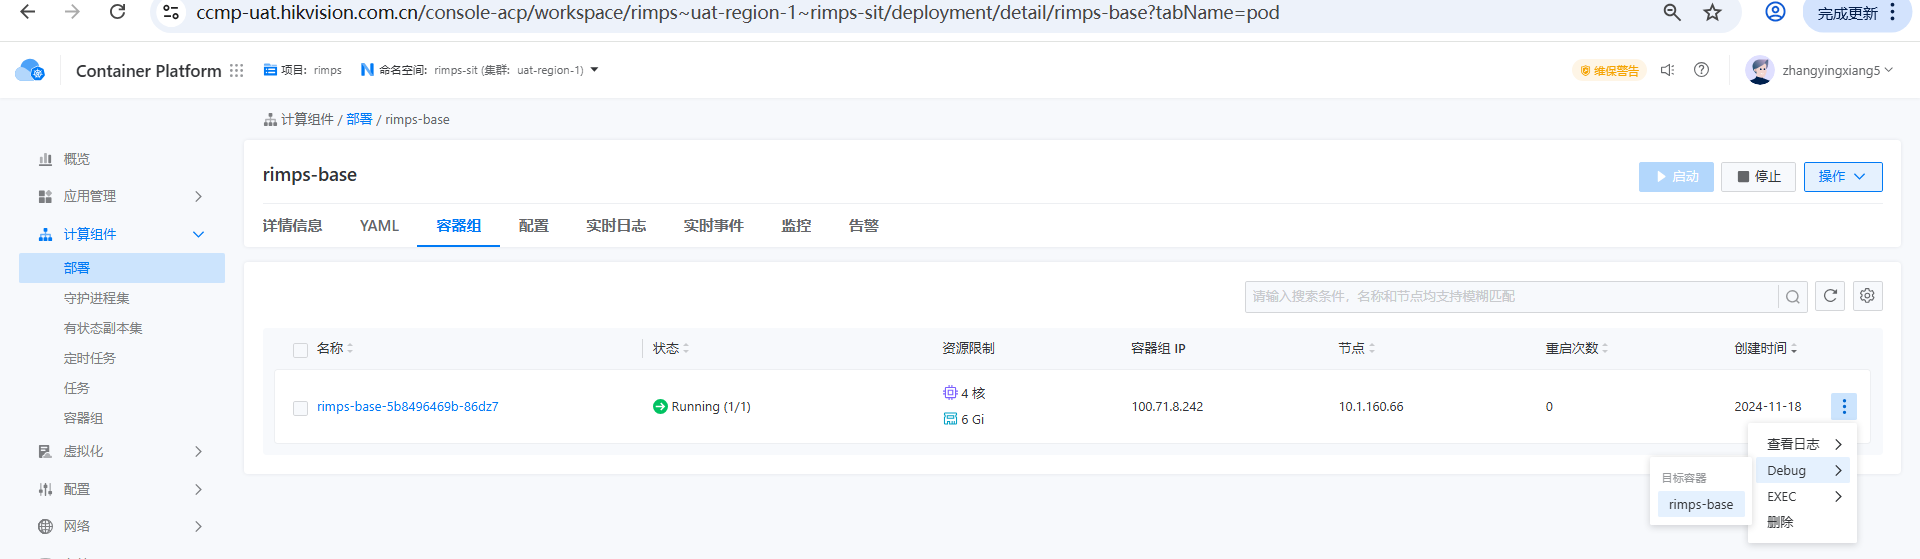 ccmp-uat.hikvision.com.cn/console-acp/workspace/rimps~uat-region-1~rimps-sit/deployment/detail/rimps-base?tabName=pod
完成更新
Container Platform
项目: rimps
命名空间: rimps-sit (集群: uat-region-1)
维保警告
zhangyingxiang5
计算组件 / 部署 / rimps-base
概览
应用管理
计算组件
部署
守护进程集
有状态副本集
定时任务
任务
容器组
虚拟化
配置
网络
rimps-base
启动
停止
操作
详情信息 YAML 容器组 配置 实时日志 实时事件 监控 告警
请输入搜索条件，名称和节点均支持模糊匹配
名称 状态 资源限制 容器组 IP 节点 重启次数 创建时间
rimps-base-5b8496469b-86dz7 Running (1/1) 4 核 100.71.8.242 10.1.160.66 0 2024-11-18
6 Gi
查看日志
Debug
EXEC
删除
目标容器
rimps-base